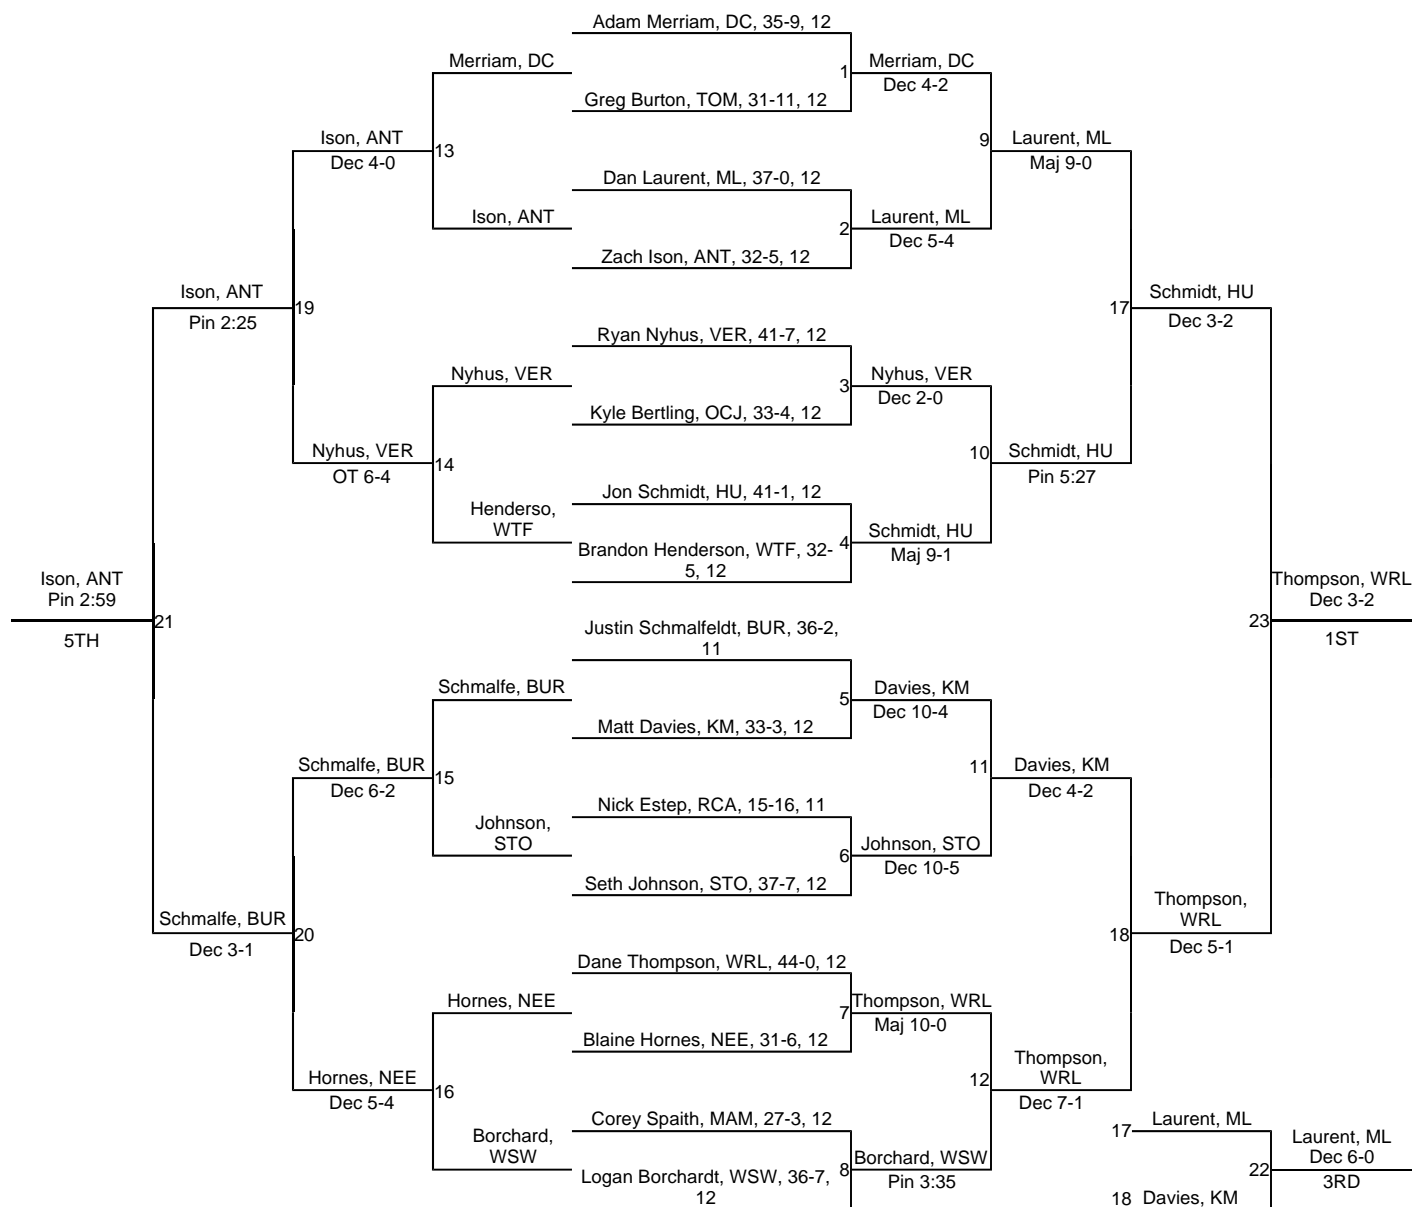 Adam Merriam, DC, 35-9, 12
Merriam, DC
1
Merriam, DC
Dec 4-2
Greg Burton, TOM, 31-11, 12
Ison, ANT
Dec 4-0
13
9
Laurent, ML
Maj 9-0
Dan Laurent, ML, 37-0, 12
Ison, ANT
2
Laurent, ML
Dec 5-4
Zach Ison, ANT, 32-5, 12
Ison, ANT
Pin 2:25
19
17
Schmidt, HU
Dec 3-2
Ryan Nyhus, VER, 41-7, 12
Nyhus, VER
3
Nyhus, VER
Dec 2-0
Kyle Bertling, OCJ, 33-4, 12
Nyhus, VER
OT 6-4
14
10
Schmidt, HU
Pin 5:27
Jon Schmidt, HU, 41-1, 12
Henderso,
WTF
4
Schmidt, HU
Maj 9-1
Brandon Henderson, WTF, 32-
5, 12
Ison, ANT
Pin 2:59
5TH
21
23
Thompson, WRL
Dec 3-2
1ST
Justin Schmalfeldt, BUR, 36-2,
11
Schmalfe, BUR
5
Davies, KM
Dec 10-4
Matt Davies, KM, 33-3, 12
Schmalfe, BUR
Dec 6-2
15
11
Davies, KM
Dec 4-2
Nick Estep, RCA, 15-16, 11
Johnson,
STO
6
Johnson, STO
Dec 10-5
Seth Johnson, STO, 37-7, 12
Schmalfe, BUR
Dec 3-1
20
18
Thompson,
WRL
Dec 5-1
Dane Thompson, WRL, 44-0, 12
Hornes, NEE
7
Thompson, WRL
Maj 10-0
Blaine Hornes, NEE, 31-6, 12
Hornes, NEE
Dec 5-4
16
12
Thompson,
WRL
Dec 7-1
Corey Spaith, MAM, 27-3, 12
Borchard,
WSW
8
Borchard, WSW
Pin 3:35
Logan Borchardt, WSW, 36-7,
12
17
Laurent, ML
22
Laurent, ML
Dec 6-0
3RD
18 Davies, KM